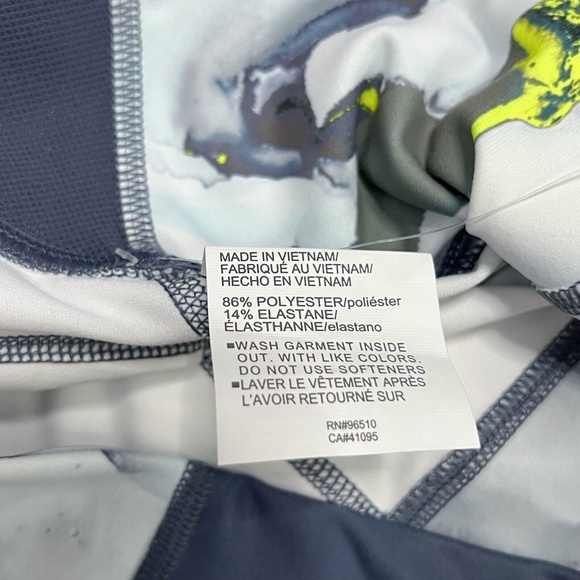 MADE IN VIETNAM/
FABRIQUÉ AU VIETNAM/
HECHO EN VIETNAM
86% POLYESTER/poliéster
14% ELASTANE/
ÉLASTHANNE/elastano
■WASH GARMENT INSIDE
OUT. WITH LIKE COLORS.
DO NOT USE SOFTENERS
■LAVER LE VÊTEMENT APRÈS
L'AVOIR RETOURNÉ SUR
RN#96510
CA#41095